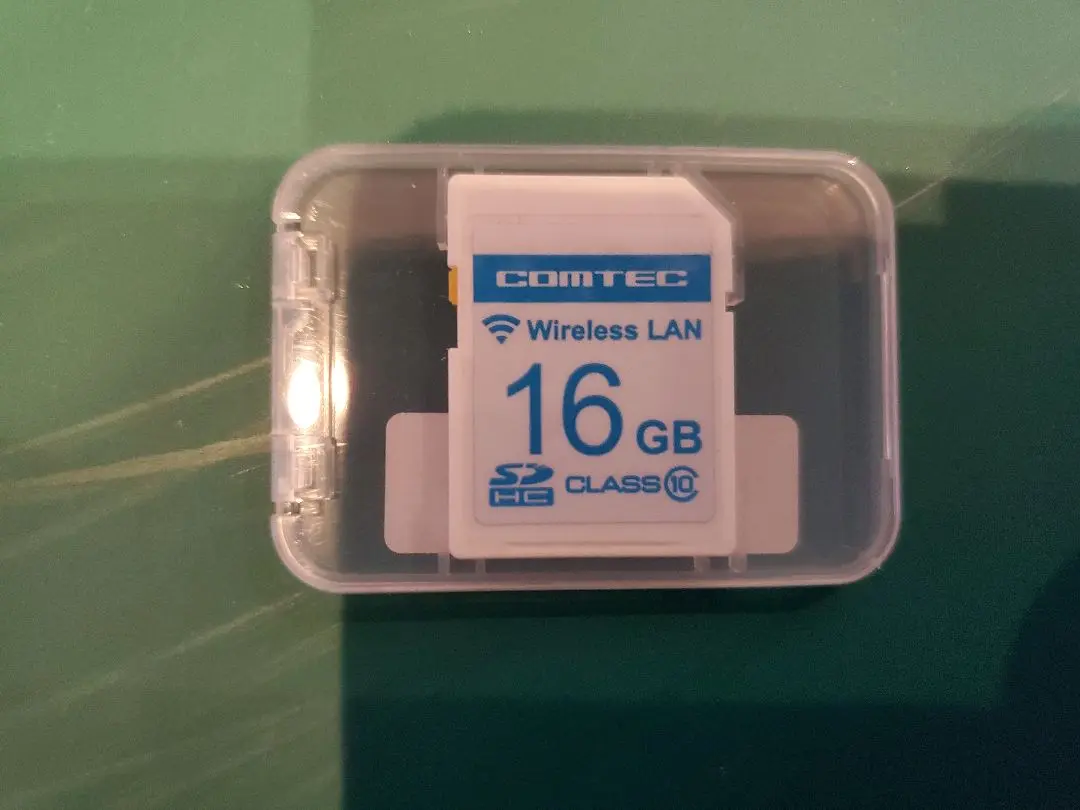 COMTEC
Wireless LAN
16 GB
SD HC CLASS 10